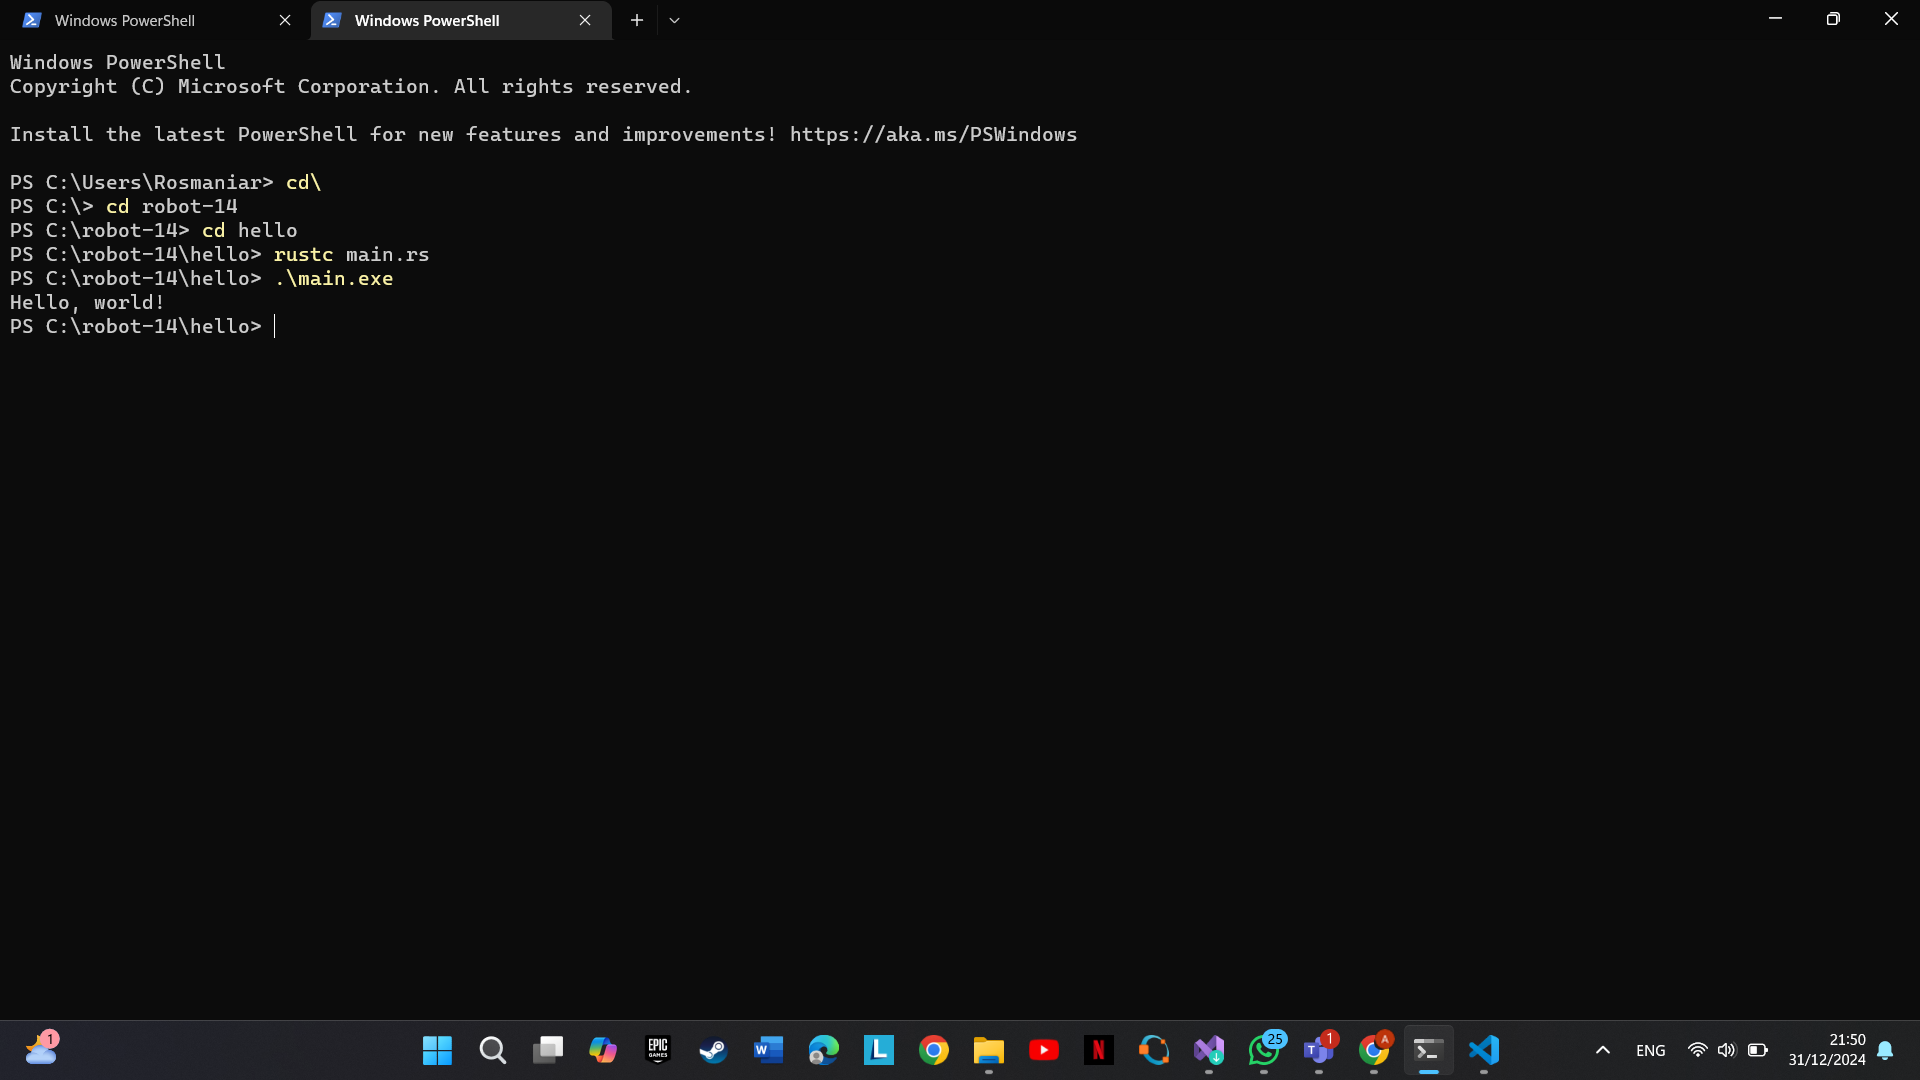 Windows PowerShell
Windows PowerShell
Windows PowerShell
Copyright (C) Microsoft Corporation. All rights reserved.
Install the latest PowerShell for new features and improvements! https://aka.ms/PSWindows
PS C:\Users\Rosmaniar> cd\
PS C:\> cd robot-14
PS C:\robot-14> cd hello
PS C:\robot-14\hello> rustc main.rs
PS C:\robot-14\hello> .\main.exe
Hello, world!
PS C:\robot-14\hello>
1
EPIC
GAMES
W
L
N
25
T
1
A
ENG
21:50
31/12/2024